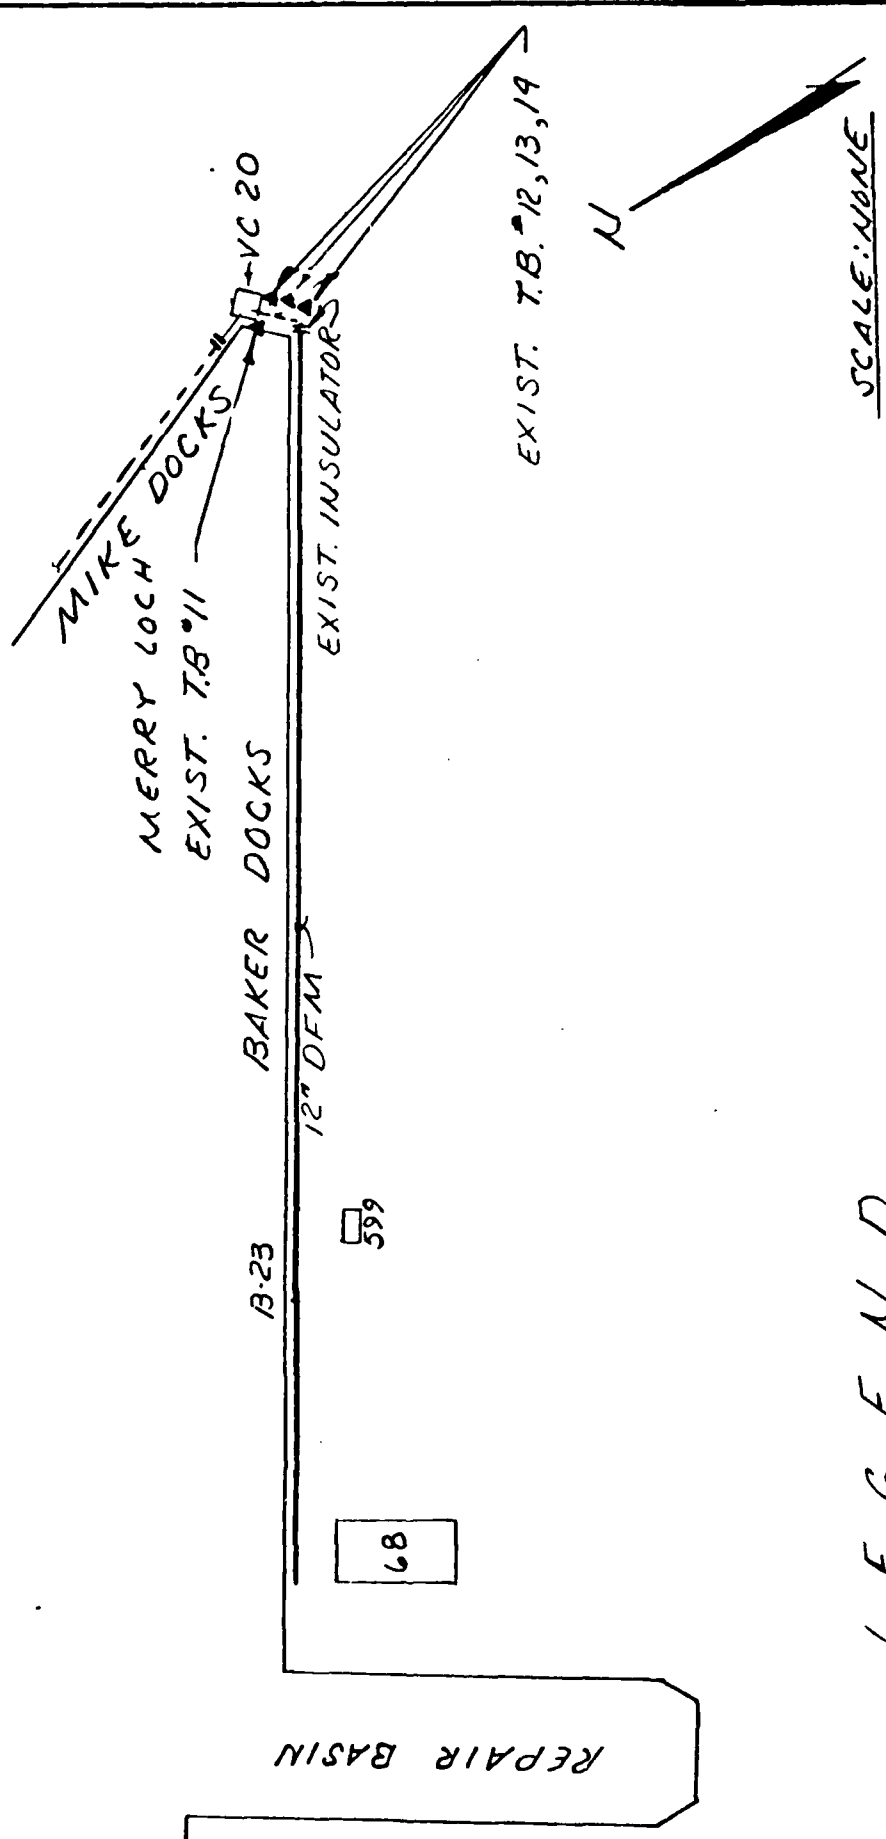 MIKE DOCKS
MERRY LOCH
EXIST. T.B #11
VC 20
EXIST. INSULATOR
EXIST. T.B. #12,13,14
N
SCALE: NONE
BAKER DOCKS
12" DFM
B-23
599
68
REPAIR BASIN
LEGEND